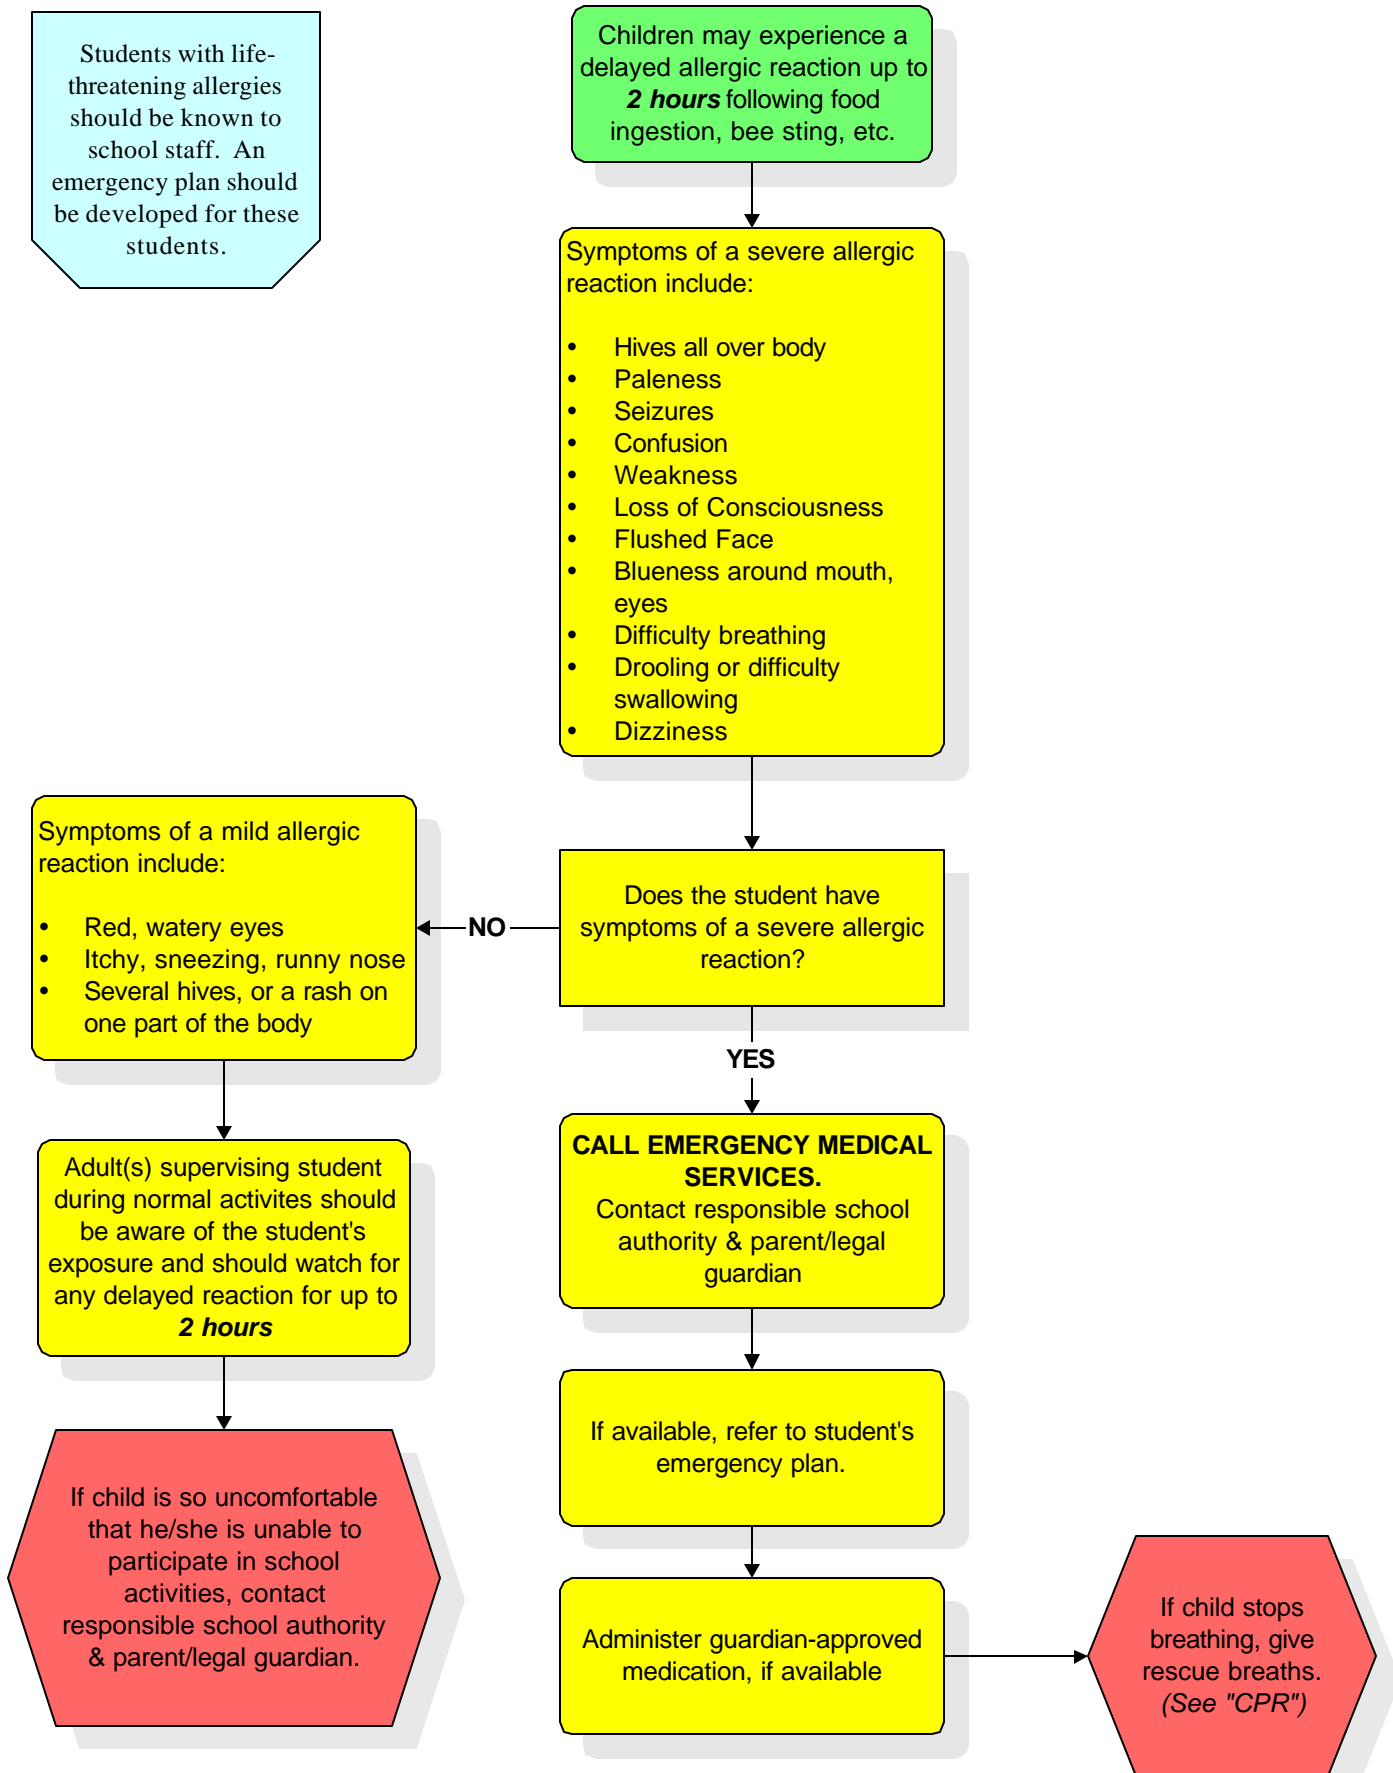 Students with life-
threatening allergies
should be known to
school staff.  An
emergency plan should
be developed for these
students.
Children may experience a
delayed allergic reaction up to
2 hours following food
ingestion, bee sting, etc.
Symptoms of a severe allergic
reaction include:
• Hives all over body
• Paleness
• Seizures
• Confusion
• Weakness
• Loss of Consciousness
• Flushed Face
• Blueness around mouth,
eyes
• Difficulty breathing
• Drooling or difficulty
swallowing
• Dizziness
Does the student have
symptoms of a severe allergic
reaction?
NO
Symptoms of a mild allergic
reaction include:
• Red, watery eyes
• Itchy, sneezing, runny nose
• Several hives, or a rash on
one part of the body
Adult(s) supervising student
during normal activites should
be aware of the student's
exposure and should watch for
any delayed reaction for up to
2 hours
If child is so uncomfortable
that he/she is unable to
participate in school
activities, contact
responsible school authority
& parent/legal guardian.
YES
CALL EMERGENCY MEDICAL
SERVICES.
Contact responsible school
authority & parent/legal
guardian
If available, refer to student's
emergency plan.
Administer guardian-approved
medication, if available
If child stops
breathing, give
rescue breaths.
(See "CPR")